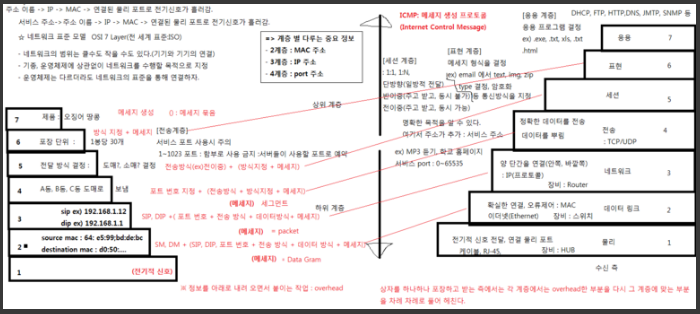 주소 이름 -> IP -> MAC -> 연결된 물리 포트로 전기신호가 흘러감.
서비스 주소->주소 이름 -> IP -> MAC -> 연결된 물리 포트로 전기신호가 흘러감.
☆ 네트워크 표준 모델 OSI 7 Layer(전 세계 표준:ISO)
- 네트워크의 범위는 클수도 작을 수도 있다.(기기와 기기의 연결)
- 기종, 운영체제에 상관없이 네트워크를 수행할 목적으로 지정
- 운영체제는 다르더라도 네트워크의 표준을 통해 연결하자.
=> 계층 별 다루는 중요 정보
- 2계층 : MAC 주소
- 3계층 : IP 주소
- 4계층 : port 주소
ICMP: 메세지 생성 프로토콜
(Internet Control Message)
[세션 계층]
: 1:1, 1:N,
단방향(일방적 전달)
반이중(주고 받고, 동시 불가)등 통신방식을 지정
전이중(주고 받고, 동시 가능)
[표현 계층]
메세지 형식을 결정
ex) email 에서 text, img, zip
type 결정, 암호화
[응용 계층]
응용 프로그램 결정
ex) .exe, .txt, xls, .txt
.html
DHCP, FTP, HTTP,DNS, JMTP, SNMP 등
명확한 목적을 알 수 있다.
여기서 주소가 추가 : 서비스 주소
ex) MP3 듣기, 학교 홈페이지
서비스 port : 0~65535
상위 계층
하위 계층
7 제품 : 오징어 땅콩 메세지 생성 () : 메세지 묶음
6 포장 단위 : 1봉당 30개 방식 지정 + 메세지
[전송계층]
서비스 포트 사용시 주의
1~1023 포트 : 함부로 사용 금지 :서버들이 사용할 포트로 예약
5 전달 방식 결정 : 도매?, 소매? 결정 전송방식(ex)전이중) + (방식지정 + 메세지)
4 A동, B동, C동 도매로 보냄 포트 번호 지정 + (전송방식 + 방식지정 + 메세지)
(메세지) 세그먼트
3 sip ex) 192.1.12
dip ex) 192.168.1.1
SIP, DIP +( 포트 번호 + 전송 방식 + 데이터방식+ 메세지)
(메세지) = packet
2 source mac : 64: e5:99;bd:de:bc
destination mac : d0:50:...
SM, DM + (SIP, DIP, 포트 번호 + 전송 방식 + 데이터 방식 + 메세지)
(메세지) = Data Gram
1 (전기적 신호)
※ 정보를 아래로 내려 오면서 붙이는 작업 : overhead
응용 7
표현 6
세션 5
정확한 데이터를 전송
데이터를 뿌림
전송 4
: TCP/UDP
양 단간을 연결(안쪽, 바깥쪽)
: IP(프로토콜)
장비 : Router
네트워크 3
확실한 연결, 오류제어 : MAC
이더넷(Ethernet) 장비 : 스위치
데이터 링크 2
전기적신호 전달, 연결 물리 포트
케이블, RJ-45, 장비 : HUB
물리 1
수신 측
상자를 하나하나 포장하고 받는 측에서는 각 계층에서는 overhead한 부분을 다시 그 계층에 맞는 부분
을 차례 차례로 풀어 헤친다.